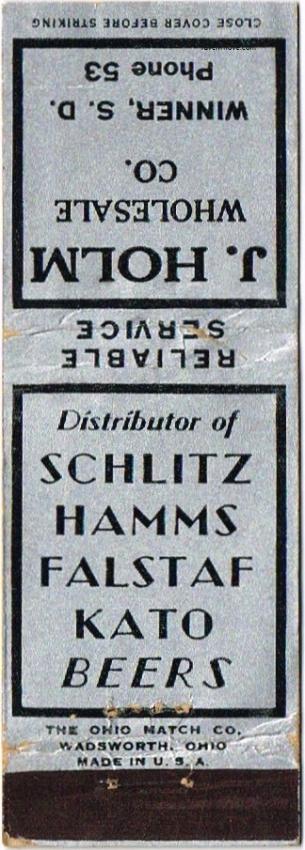 CLOSE COVER BEFORE STRIKING
J. HOLM
WHOLESALE
CO.
WINNER, S. D.
Phone 53
RELIABLE
SERVICE
Distributor of
SCHLITZ
HAMMS
FALSTAF
KATO
BEERS
THE OHIO MATCH CO.
WADSWORTH, OHIO
MADE IN U. S. A.